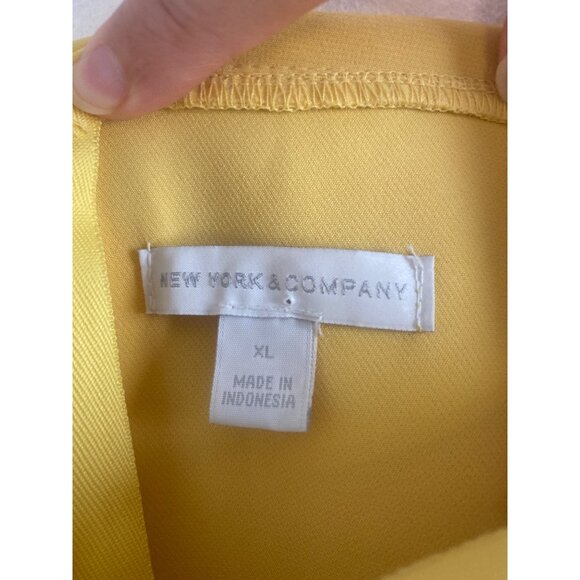 NEW YORK & COMPANY
XL
MADE IN
INDONESIA